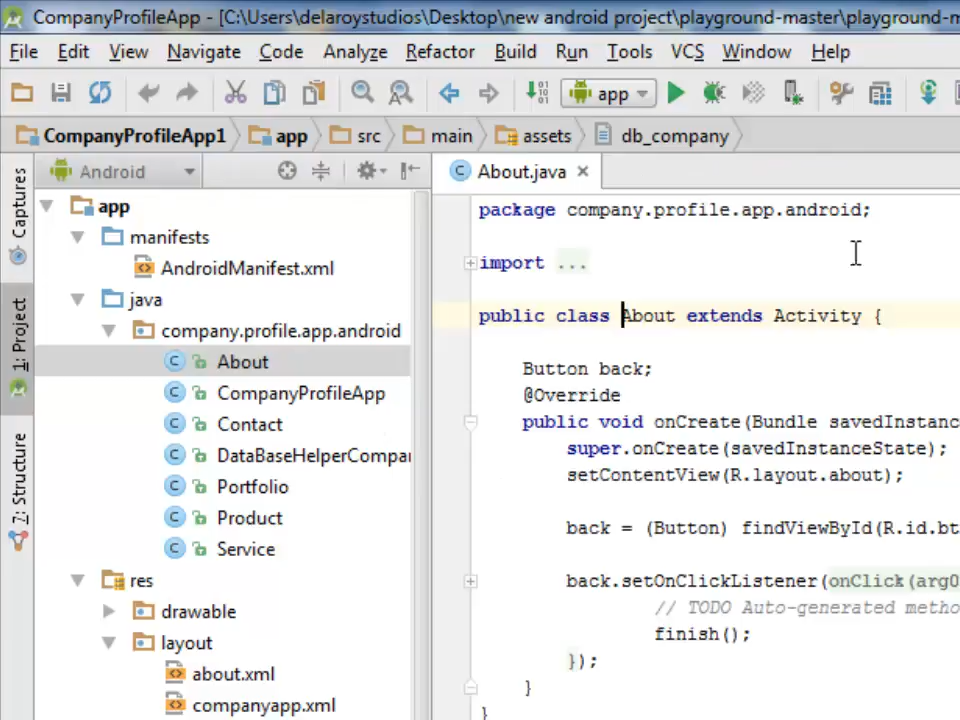 CompanyProfileApp - [C:\Users\delaroystudios\Desktop\new android project\playground-master\playground-m
File Edit View Navigate Code Analyze Refactor Build Run Tools VCS Window Help
app
CompanyProfileApp1 app src main assets db_company
Captures
1: Project
7: Structure
Android
app
manifests
AndroidManifest.xml
java
company.profile.app.android
About
CompanyProfileApp
Contact
DataBaseHelperCompa
Portfolio
Product
Service
res
drawable
layout
about.xml
companyapp.xml
About.java
package company.profile.app.android;
import ...
public class About extends Activity {
Button back;
@Override
public void onCreate(Bundle savedInstanc
super.onCreate(savedInstanceState);
setContentView(R.layout.about);
back = (Button) findViewById(R.id.bt
back.setOnClickListener(onClick(arg0
// TODO Auto-generated metho
finish();
});
}
}